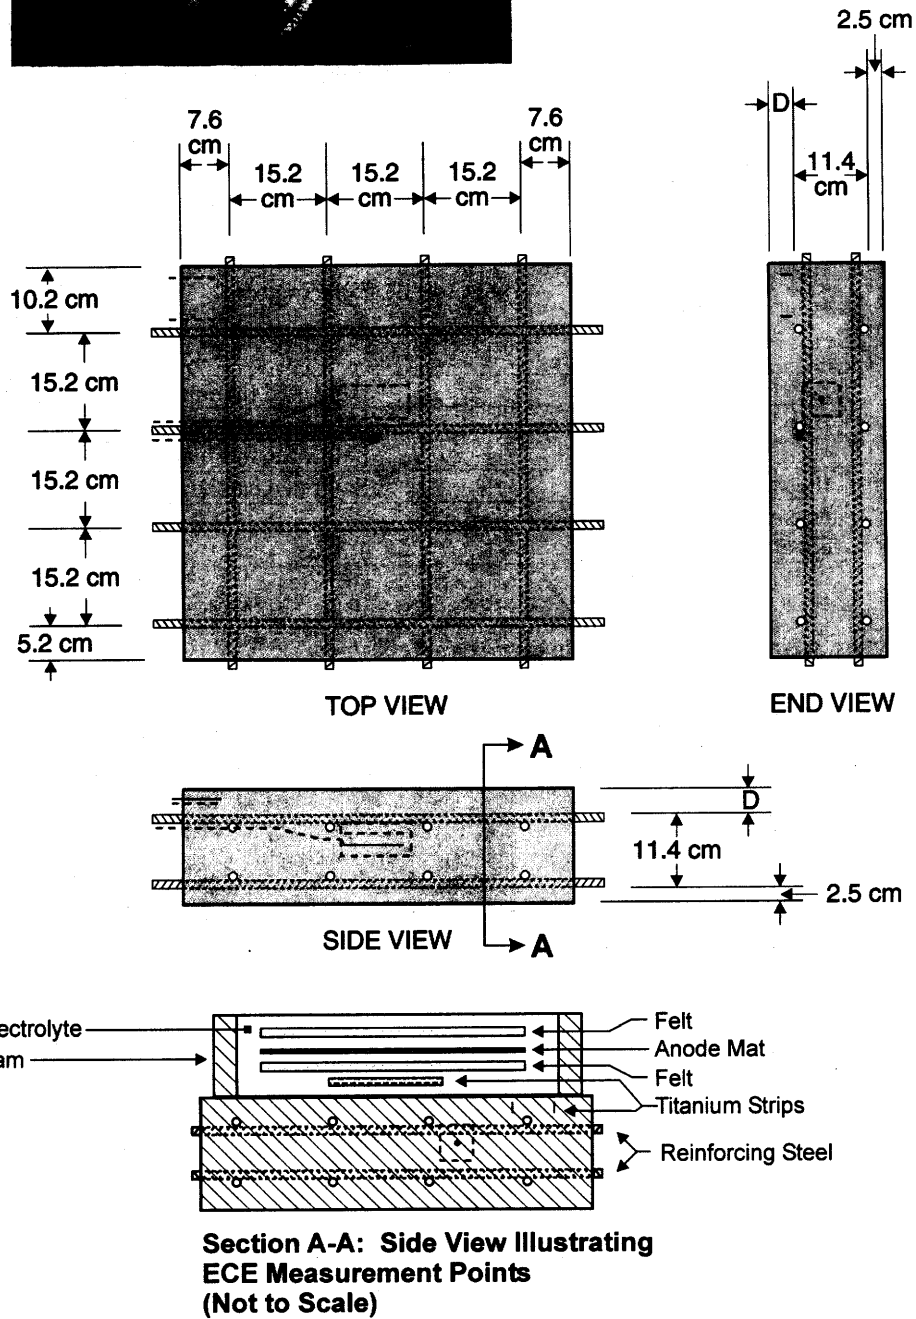 2.5 cm
D
11.4
cm
7.6
cm
7.6
cm
15.2
cm
15.2
cm
15.2
cm
10.2 cm
15.2 cm
15.2 cm
15.2 cm
5.2 cm
TOP VIEW
END VIEW
A
D
11.4 cm
2.5 cm
SIDE VIEW
A
ectrolyte
am
Felt
Anode Mat
Felt
Titanium Strips
Reinforcing Steel
Section A-A: Side View Illustrating
ECE Measurement Points
(Not to Scale)